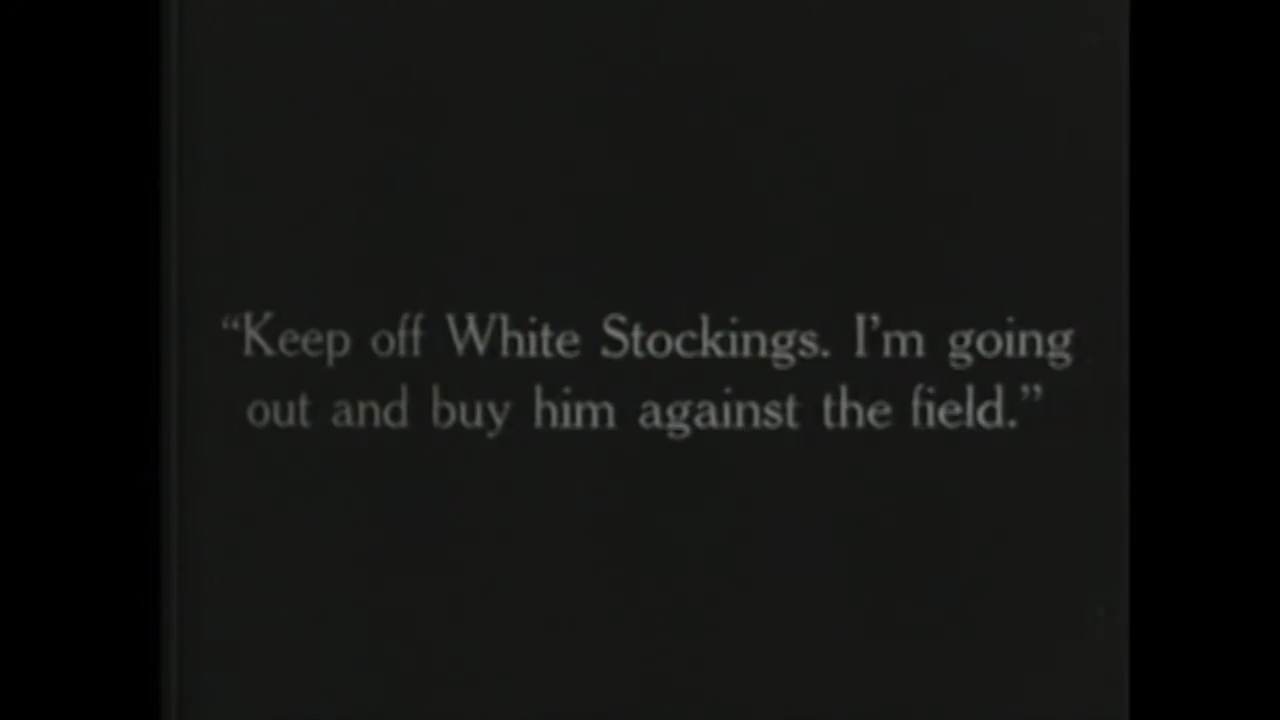 “Keep off White Stockings. I’m going
out and buy him against the field.”